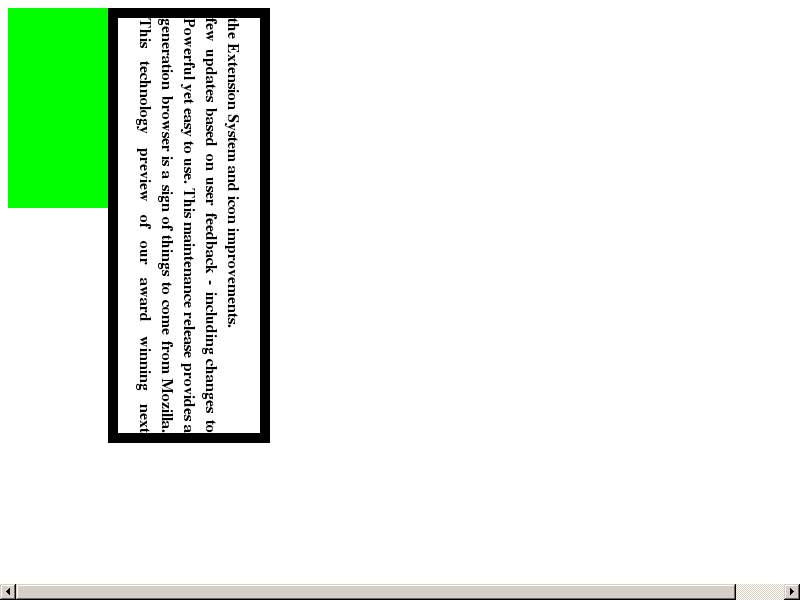 This technology preview of our award winning next
generation browser is a sign of things to come from Mozilla.
Powerful yet easy to use. This maintenance release provides a
few updates based on user feedback - including changes to
the Extension System and icon improvements.